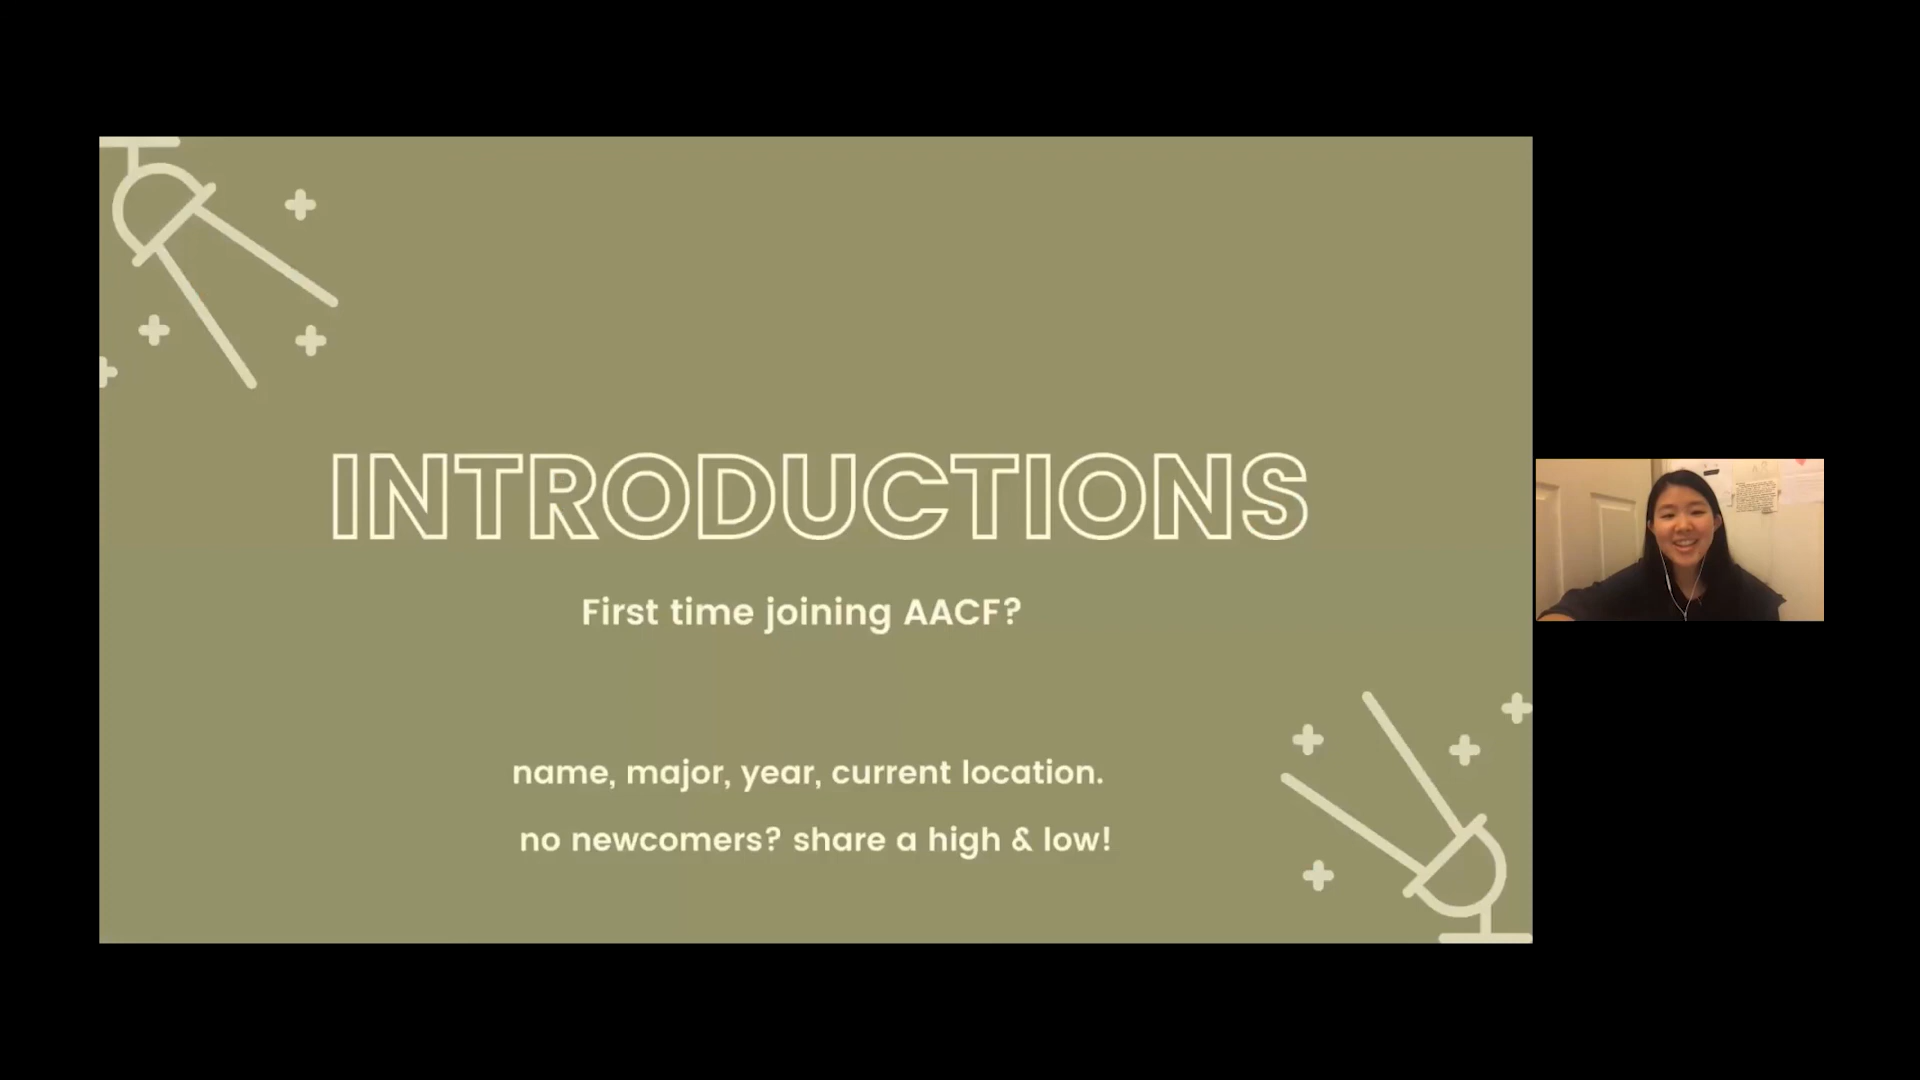 INTRODUCTIONS
First time joining AACF?
name, major, year, current location.
no newcomers? share a high & low!